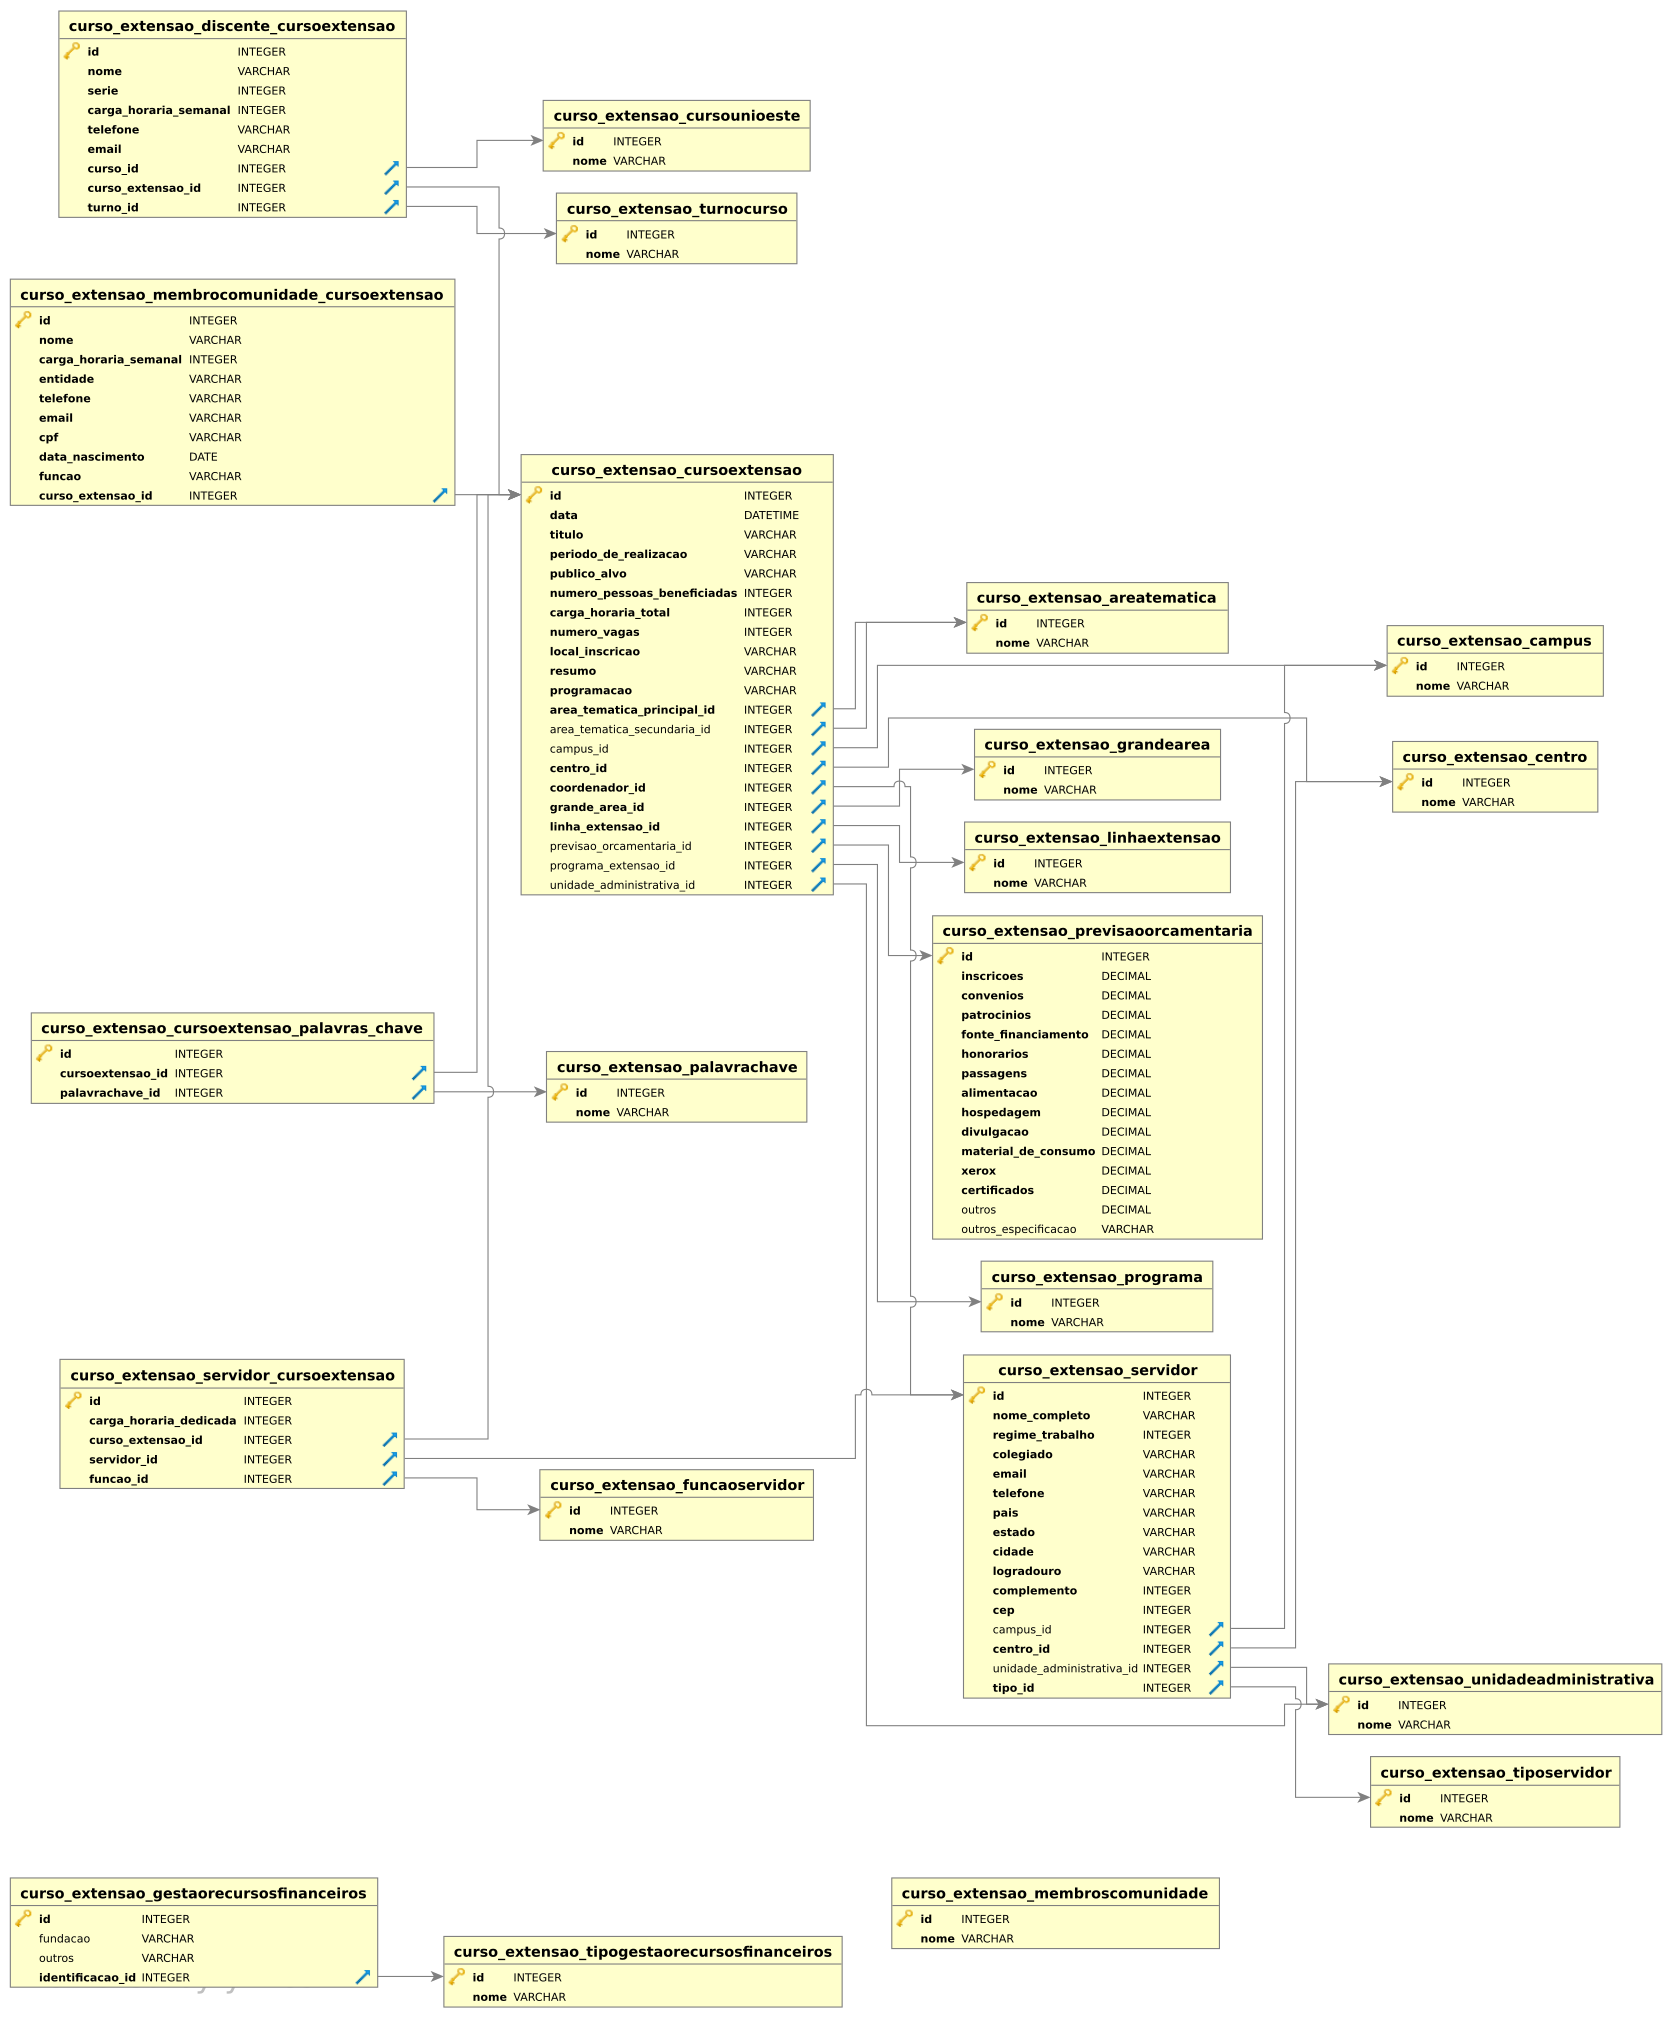 curso_extensao_discente_cursoextensao
id INTEGER
nome VARCHAR
serie INTEGER
carga_horaria_semanal INTEGER
telefone VARCHAR
email VARCHAR
curso_id INTEGER
curso_extensao_id INTEGER
turno_id INTEGER
curso_extensao_cursounioeste
id INTEGER
nome VARCHAR
curso_extensao_turnocurso
id INTEGER
nome VARCHAR
curso_extensao_membrocomunidade_cursoextensao
id INTEGER
nome VARCHAR
carga_horaria_semanal INTEGER
entidade VARCHAR
telefone VARCHAR
email VARCHAR
cpf VARCHAR
data_nascimento DATE
funcao VARCHAR
curso_extensao_id INTEGER
curso_extensao_cursoextensao
id INTEGER
data DATETIME
titulo VARCHAR
periodo_de_realizacao VARCHAR
publico_alvo VARCHAR
numero_pessoas_beneficiadas INTEGER
carga_horaria_total INTEGER
numero_vagas INTEGER
local_inscricao VARCHAR
resumo VARCHAR
programacao VARCHAR
area_tematica_principal_id INTEGER
area_tematica_secundaria_id INTEGER
campus_id INTEGER
centro_id INTEGER
coordenador_id INTEGER
grande_area_id INTEGER
linha_extensao_id INTEGER
previsao_orcamentaria_id INTEGER
programa_extensao_id INTEGER
unidade_administrativa_id INTEGER
curso_extensao_areatematica
id INTEGER
nome VARCHAR
curso_extensao_campus
id INTEGER
nome VARCHAR
curso_extensao_grandearea
id INTEGER
nome VARCHAR
curso_extensao_centro
id INTEGER
nome VARCHAR
curso_extensao_linhaextensao
id INTEGER
nome VARCHAR
curso_extensao_previsaoorcamentaria
id INTEGER
inscricoes DECIMAL
convenios DECIMAL
patrocinios DECIMAL
fonte_financiamento DECIMAL
honorarios DECIMAL
passagens DECIMAL
alimentacao DECIMAL
hospedagem DECIMAL
divulgacao DECIMAL
material_de_consumo DECIMAL
xerox DECIMAL
certificados DECIMAL
outros DECIMAL
outros_especificacao VARCHAR
curso_extensao_cursoextensao_palavras_chave
id INTEGER
cursoextensao_id INTEGER
palavrachave_id INTEGER
curso_extensao_palavrachave
id INTEGER
nome VARCHAR
curso_extensao_programa
id INTEGER
nome VARCHAR
curso_extensao_servidor_cursoextensao
id INTEGER
carga_horaria_dedicada INTEGER
curso_extensao_id INTEGER
servidor_id INTEGER
funcao_id INTEGER
curso_extensao_funcaoservidor
id INTEGER
nome VARCHAR
curso_extensao_servidor
id INTEGER
nome_completo VARCHAR
regime_trabalho INTEGER
colegiado VARCHAR
email VARCHAR
telefone VARCHAR
pais VARCHAR
estado VARCHAR
cidade VARCHAR
logradouro VARCHAR
complemento INTEGER
cep INTEGER
campus_id INTEGER
centro_id INTEGER
unidade_administrativa_id INTEGER
tipo_id INTEGER
curso_extensao_unidadeadministrativa
id INTEGER
nome VARCHAR
curso_extensao_tiposervidor
id INTEGER
nome VARCHAR
curso_extensao_gestaorecursosfinanceiros
id INTEGER
fundacao VARCHAR
outros VARCHAR
identificacao_id INTEGER
curso_extensao_tipogestaorecursosfinanceiros
id INTEGER
nome VARCHAR
curso_extensao_membroscomunidade
id INTEGER
nome VARCHAR